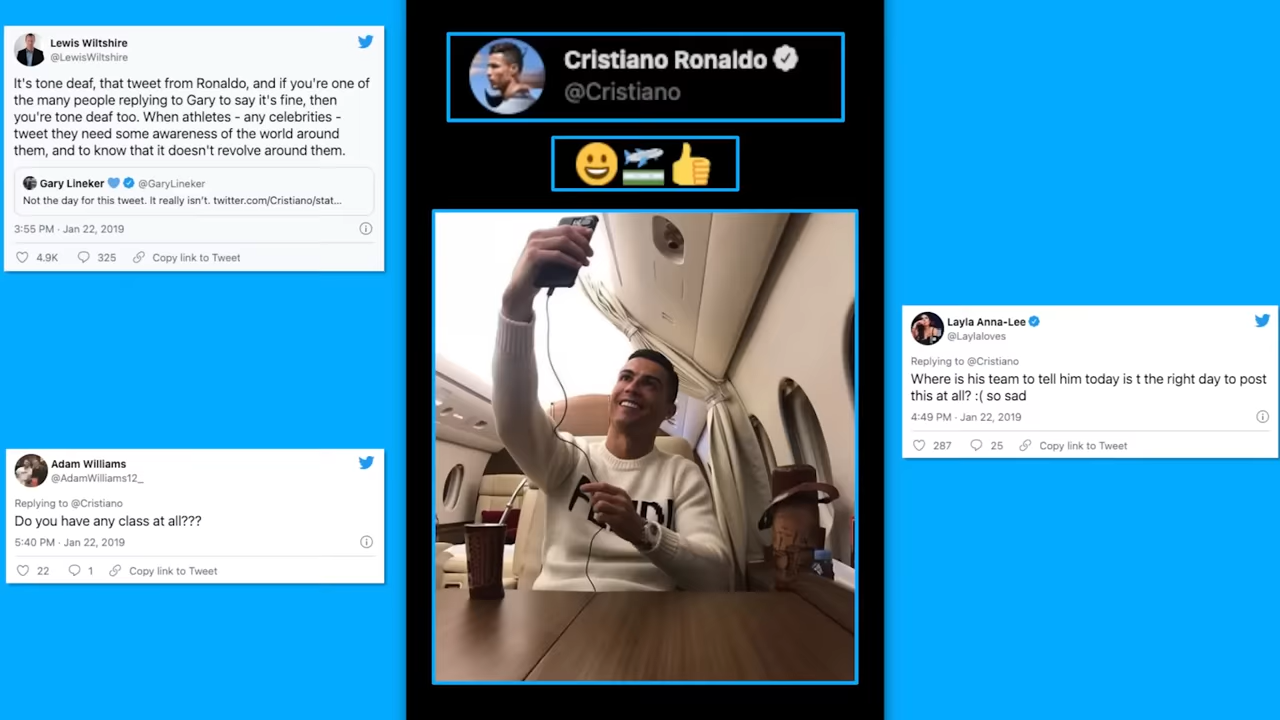 Lewis Wiltshire
@LewisWiltshire
It's tone deaf, that tweet from Ronaldo, and if you're one of
the many people replying to Gary to say it's fine, then
you're tone deaf too. When athletes - any celebrities -
tweet they need some awareness of the world around
them, and to know that it doesn't revolve around them.
Gary Lineker 💙 @GaryLineker
Not the day for this tweet. It really isn't. twitter.com/Cristiano/stat...
3:55 PM · Jan 22, 2019
4.9K 325 Copy link to Tweet
Adam Williams
@AdamWilliams12_
Replying to @Cristiano
Do you have any class at all???
5:40 PM · Jan 22, 2019
22 1 Copy link to Tweet
Cristiano Ronaldo
@Cristiano
😃🛫👍
Layla Anna-Lee
@Laylaloves
Replying to @Cristiano
Where is his team to tell him today is t the right day to post
this at all? :( so sad
4:49 PM · Jan 22, 2019
287 25 Copy link to Tweet